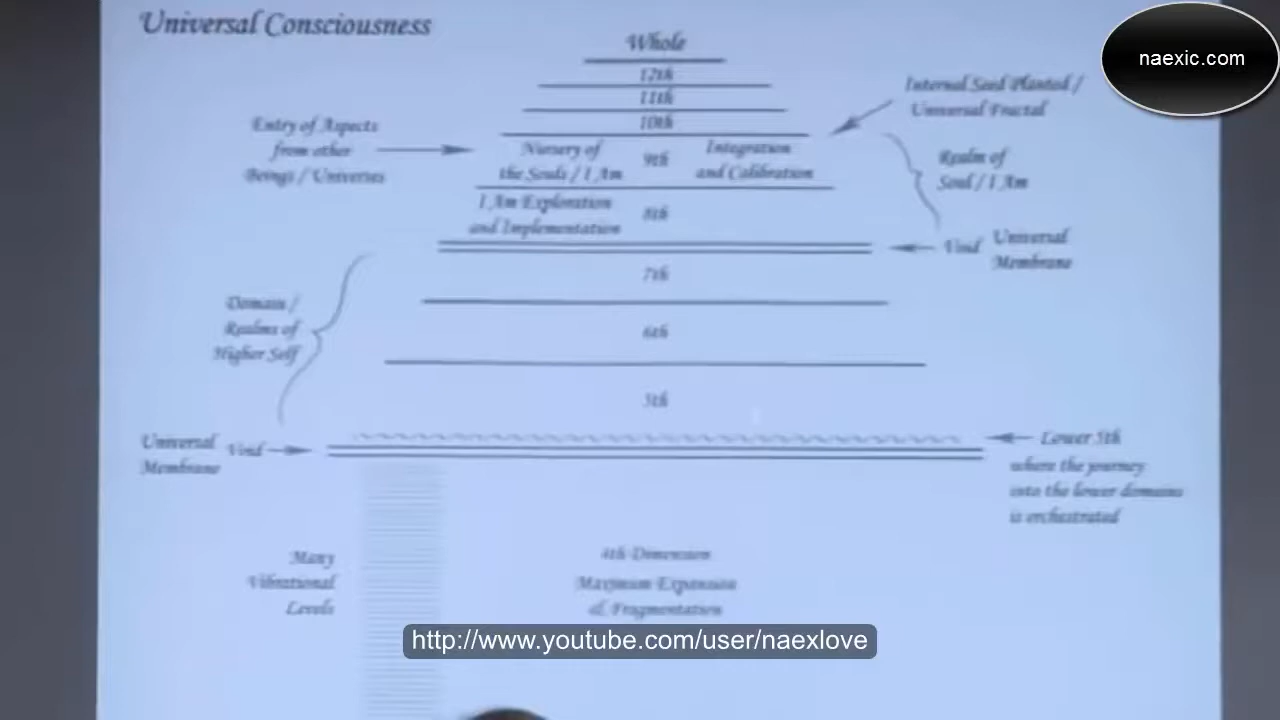 Universal Consciousness
naexic.com
Whole
12th
11th
10th
Internal Seed Planted /
Universal Fractal
Entry of Aspects
from other
Beings / Universes
Nursery of
the Souls / I Am
9th
Integration
and Calibration
Realm of
Soul / I Am
I Am Exploration
and Implementation
8th
Void
Universal
Membrane
7th
Domain /
Realms of
Higher Self
6th
5th
Universal
Membrane
Void
Lower 5th
where the journey
into the lower domains
is orchestrated
Many
Vibrational
Levels
4th Dimension
Maximum Expansion
& Fragmentation
http://www.youtube.com/user/naexlove